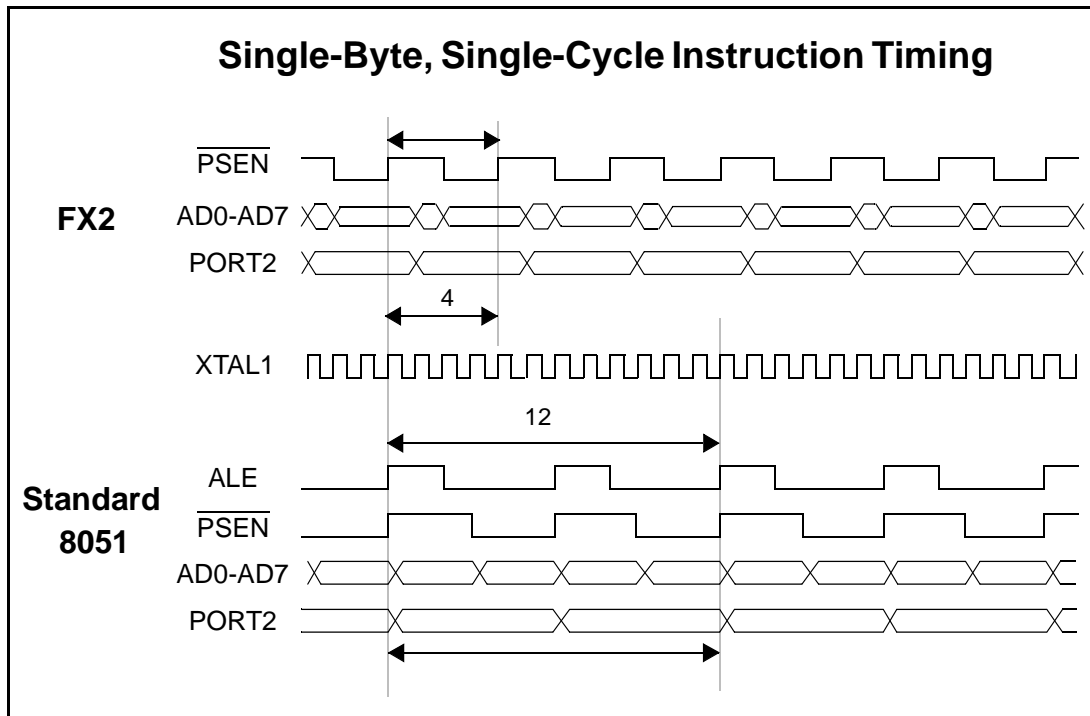 Single-Byte, Single-Cycle Instruction Timing
PSEN
FX2
AD0-AD7
PORT2
4
XTAL1
12
ALE
Standard
8051
PSEN
AD0-AD7
PORT2